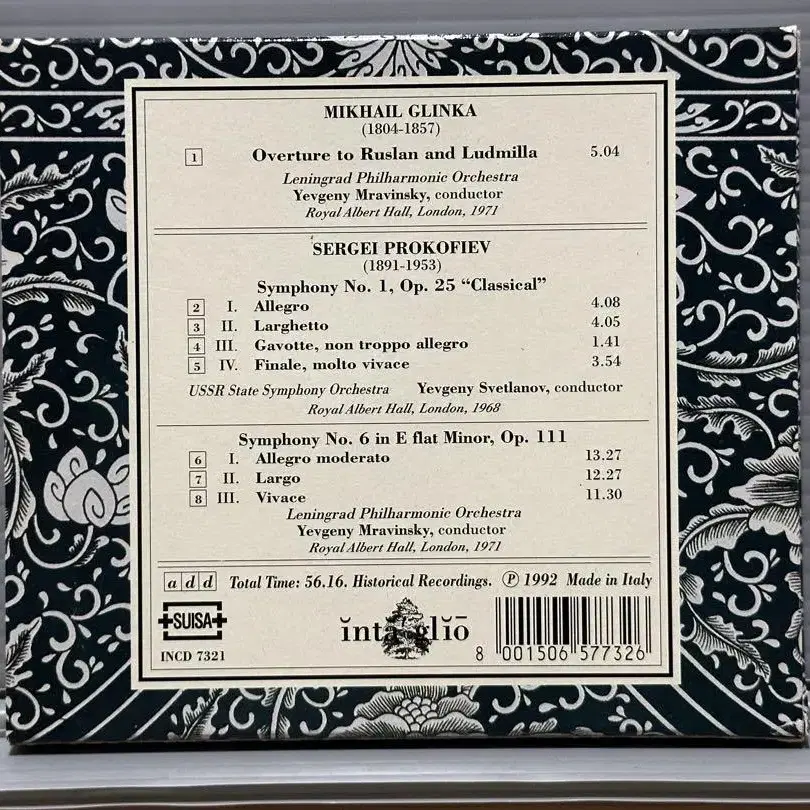 MIKHAIL GLINKA
(1804-1857)
1 Overture to Ruslan and Ludmilla 5.04
Leningrad Philharmonic Orchestra
Yevgeny Mravinsky, conductor
Royal Albert Hall, London, 1971
SERGEI PROKOFIEV
(1891-1953)
Symphony No. 1, Op. 25 “Classical”
2 I. Allegro 4.08
3 II. Larghetto 4.05
4 III. Gavotte, non troppo allegro 1.41
5 IV. Finale, molto vivace 3.54
USSR State Symphony Orchestra Yevgeny Svetlanov, conductor
Royal Albert Hall, London, 1968
Symphony No. 6 in E flat Minor, Op. 111
6 I. Allegro moderato 13.27
7 II. Largo 12.27
8 III. Vivace 11.30
Leningrad Philharmonic Orchestra
Yevgeny Mravinsky, conductor
Royal Albert Hall, London, 1971
a d d Total Time: 56.16. Historical Recordings. ℗ 1992 Made in Italy
SUISA
INCD 7321
ĭntaglĭō
8 001506 577326